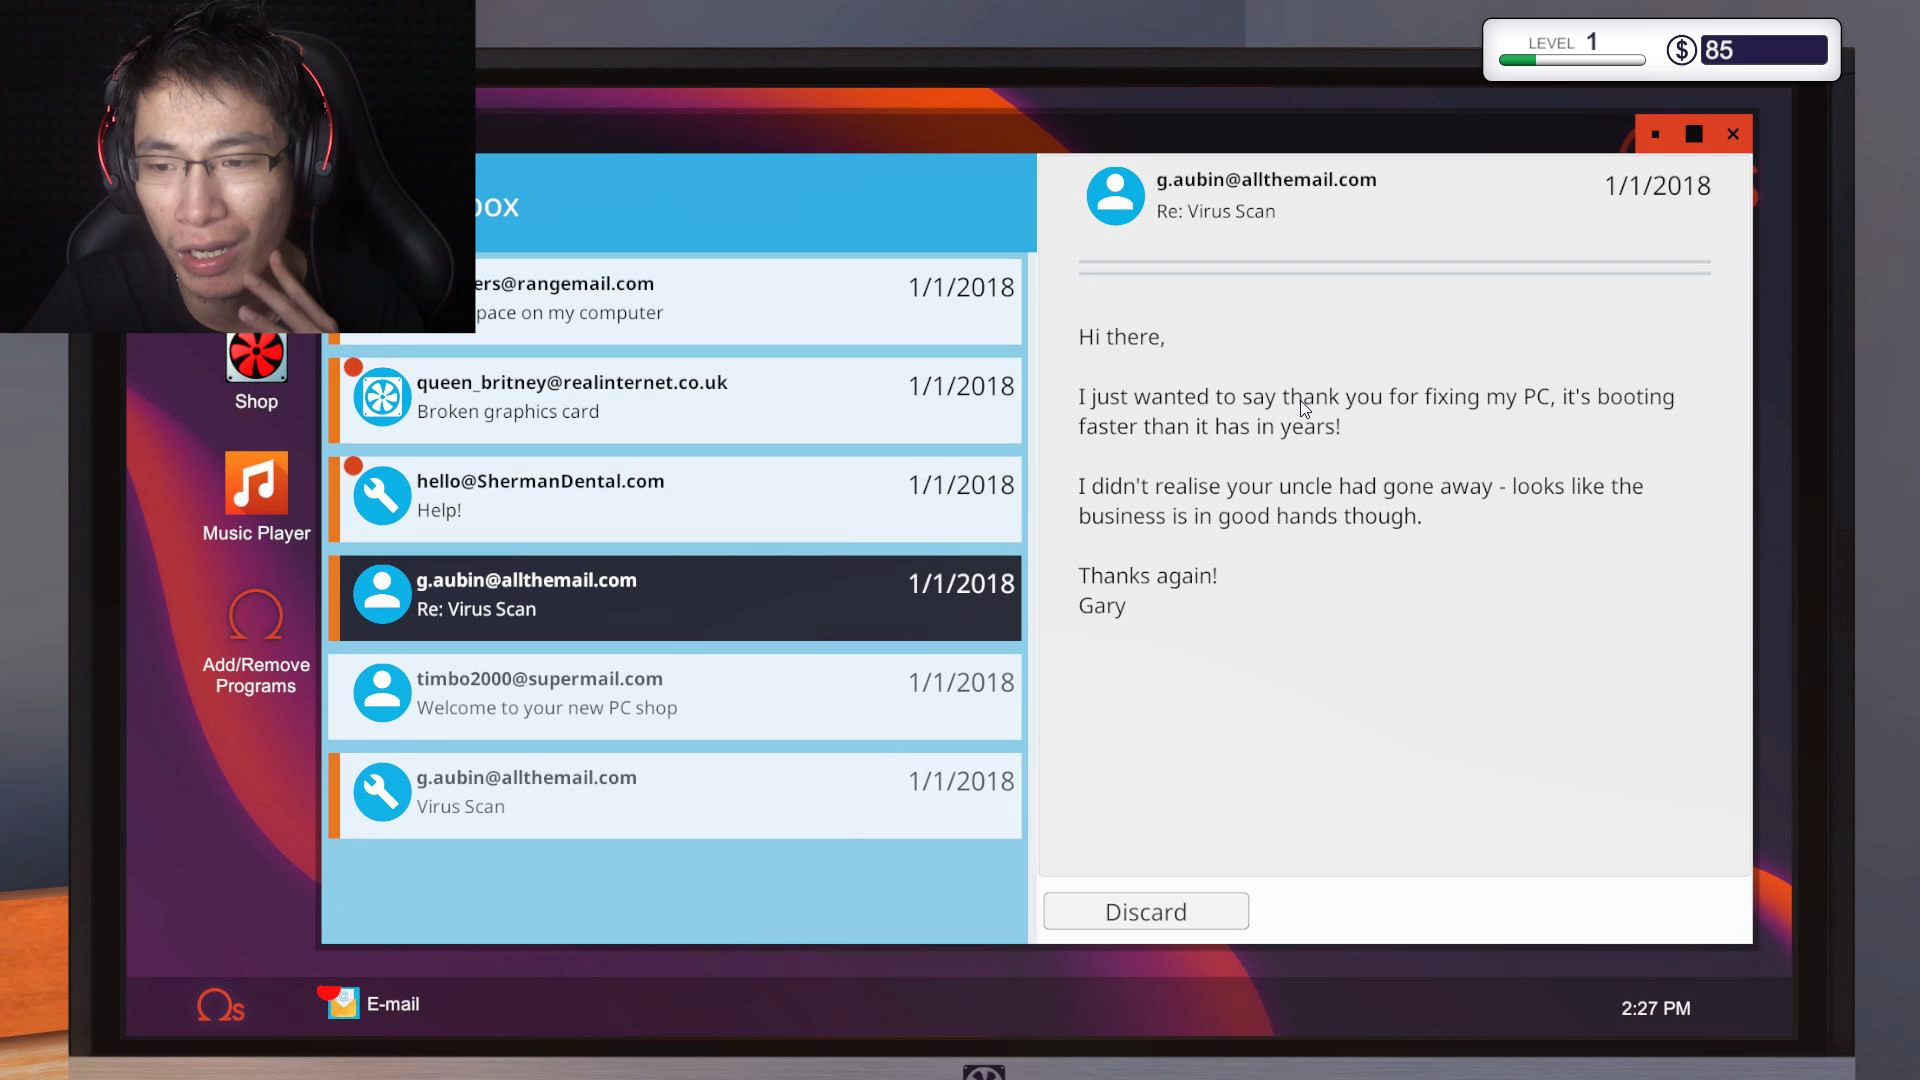 LEVEL 1
$ 85
box
g.aubin@allthemail.com
1/1/2018
Re: Virus Scan
ers@rangemail.com
1/1/2018
pace on my computer
queen_britney@realinternet.co.uk
1/1/2018
Broken graphics card
hello@ShermanDental.com
1/1/2018
Help!
g.aubin@allthemail.com
1/1/2018
Re: Virus Scan
timbo2000@supermail.com
1/1/2018
Welcome to your new PC shop
g.aubin@allthemail.com
1/1/2018
Virus Scan
Hi there,
I just wanted to say thank you for fixing my PC, it's booting
faster than it has in years!
I didn't realise your uncle had gone away - looks like the
business is in good hands though.
Thanks again!
Gary
Discard
Shop
Music Player
Add/Remove
Programs
Ωs
E-mail
2:27 PM